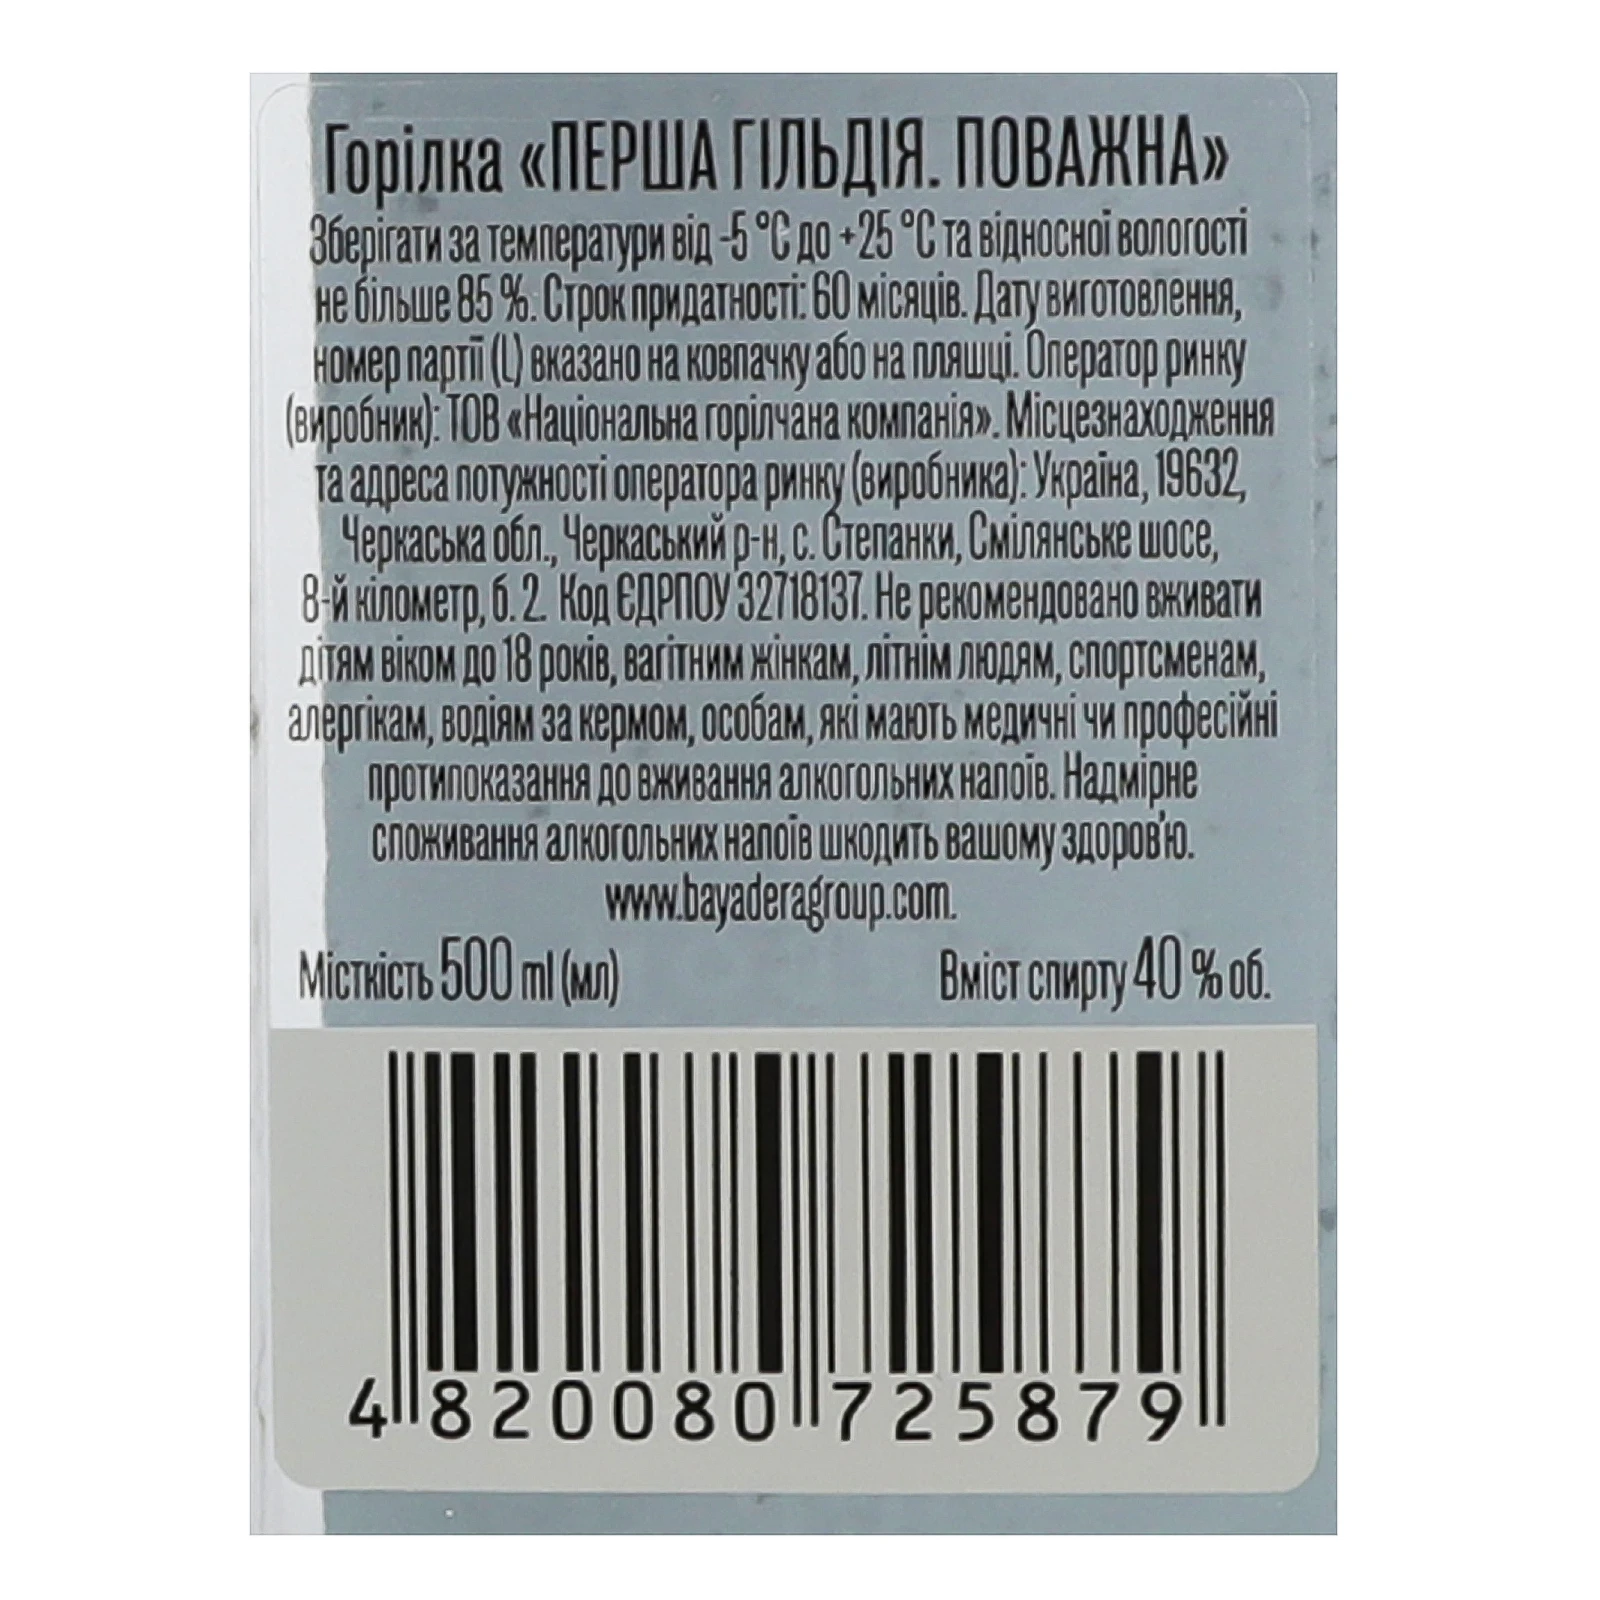 Горілка «ПЕРША ГІЛЬДІЯ. ПОВАЖНА»
Зберігати за температури від -5 °С до +25 °С та відносної вологості
не більше 85 %. Строк придатності: 60 місяців. Дату виготовлення,
номер партії (L) вказано на ковпачку або на пляшці. Оператор ринку
(виробник): ТОВ «Національна горілчана компанія». Місцезнаходження
та адреса потужності оператора ринку (виробника): Україна, 19632,
Черкаська обл., Черкаський р-н, с. Степанки, Смілянське шосе,
8-й кілометр, б. 2. Код ЄДРПОУ 32718137. Не рекомендовано вживати
дітям віком до 18 років, вагітним жінкам, літнім людям, спортсменам,
алергікам, водіям за кермом, особам, які мають медичні чи професійні
протипоказання до вживання алкогольних напоїв. Надмірне
споживання алкогольних напоїв шкодить вашому здоров'ю.
www.bayaderagroup.com.
Місткість 500 ml (мл) Вміст спирту 40 % об.
4 820080 725879